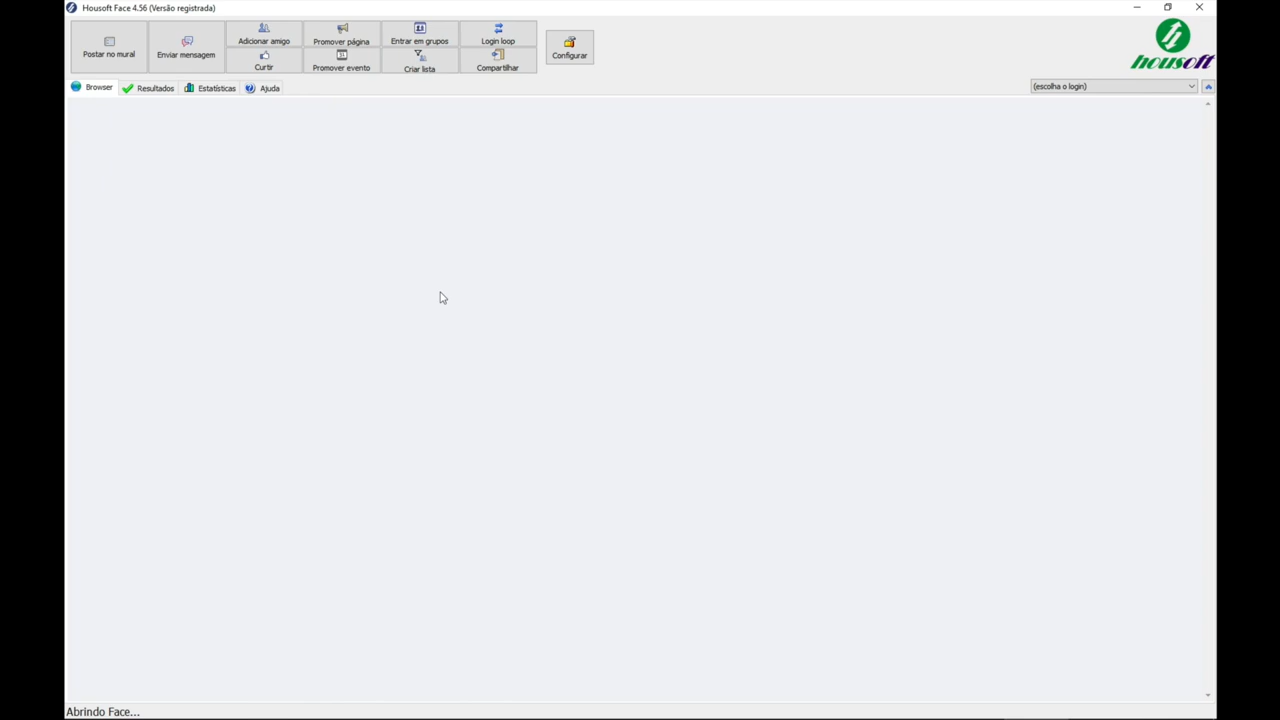 Housoft Face 4.56 (Versão registrada)
Postar no mural
Enviar mensagem
Adicionar amigo
Promover página
Entrar em grupos
Login loop
Curtir
Promover evento
Criar lista
Compartilhar
Configurar
housoft
Browser
Resultados
Estatísticas
Ajuda
(escolha o login)
Abrindo Face...